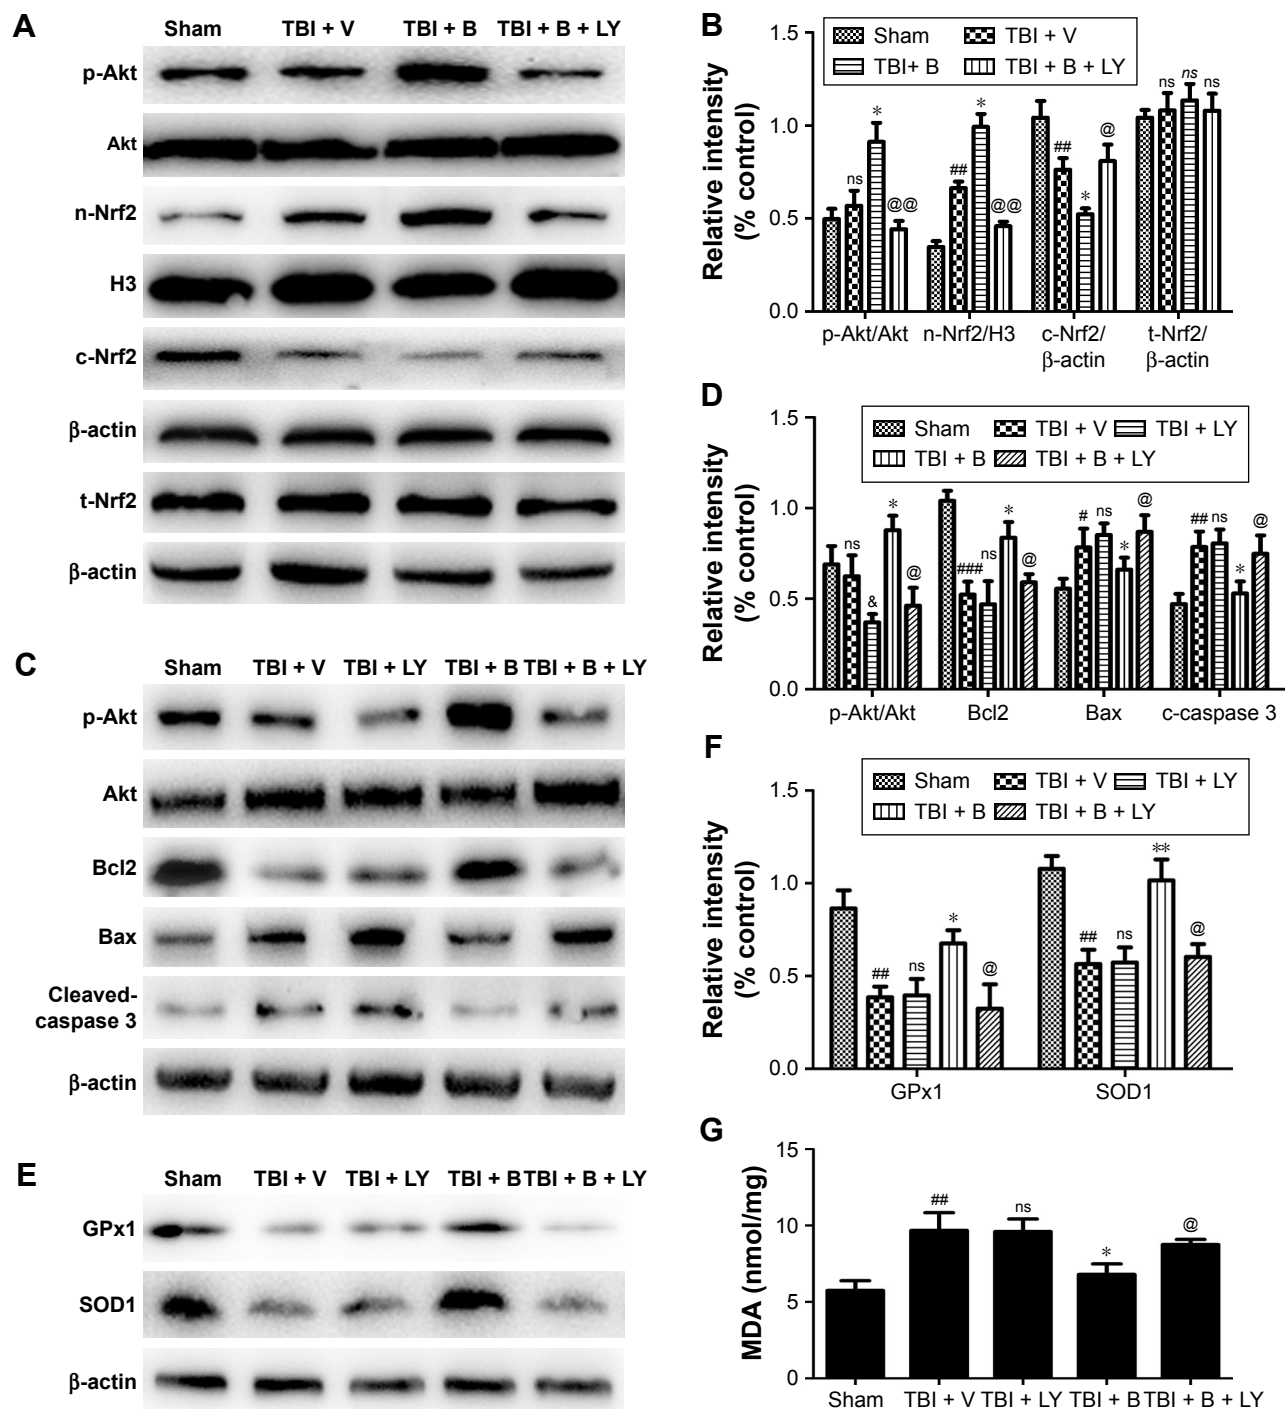 A
Sham TBI + V TBI + B TBI + B + LY
p-Akt
Akt
n-Nrf2
H3
c-Nrf2
β-actin
t-Nrf2
β-actin
B
Relative intensity
(% control)
1.5
1.0
0.5
0.0
Sham TBI + V
TBI+ B TBI + B + LY
ns * @@
## * @@
## * @
ns ns ns
p-Akt/Akt n-Nrf2/H3 c-Nrf2/ t-Nrf2/
β-actin β-actin
C
Sham TBI + V TBI + LY TBI + B TBI + B + LY
p-Akt
Akt
Bcl2
Bax
Cleaved-
caspase 3
β-actin
D
Relative intensity
(% control)
1.5
1.0
0.5
0.0
Sham TBI + V TBI + LY
TBI + B TBI + B + LY
ns & * @
### ns * @
# ns * @
## ns * @
p-Akt/Akt Bcl2 Bax c-caspase 3
E
Sham TBI + V TBI + LY TBI + B TBI + B + LY
GPx1
SOD1
β-actin
F
Relative intensity
(% control)
1.5
1.0
0.5
0.0
Sham TBI + V TBI + LY
TBI + B TBI + B + LY
## ns * @
## ns ** @
GPx1 SOD1
G
MDA (nmol/mg)
15
10
5
0
## ns * @
Sham TBI + V TBI + LY TBI + B TBI + B + LY